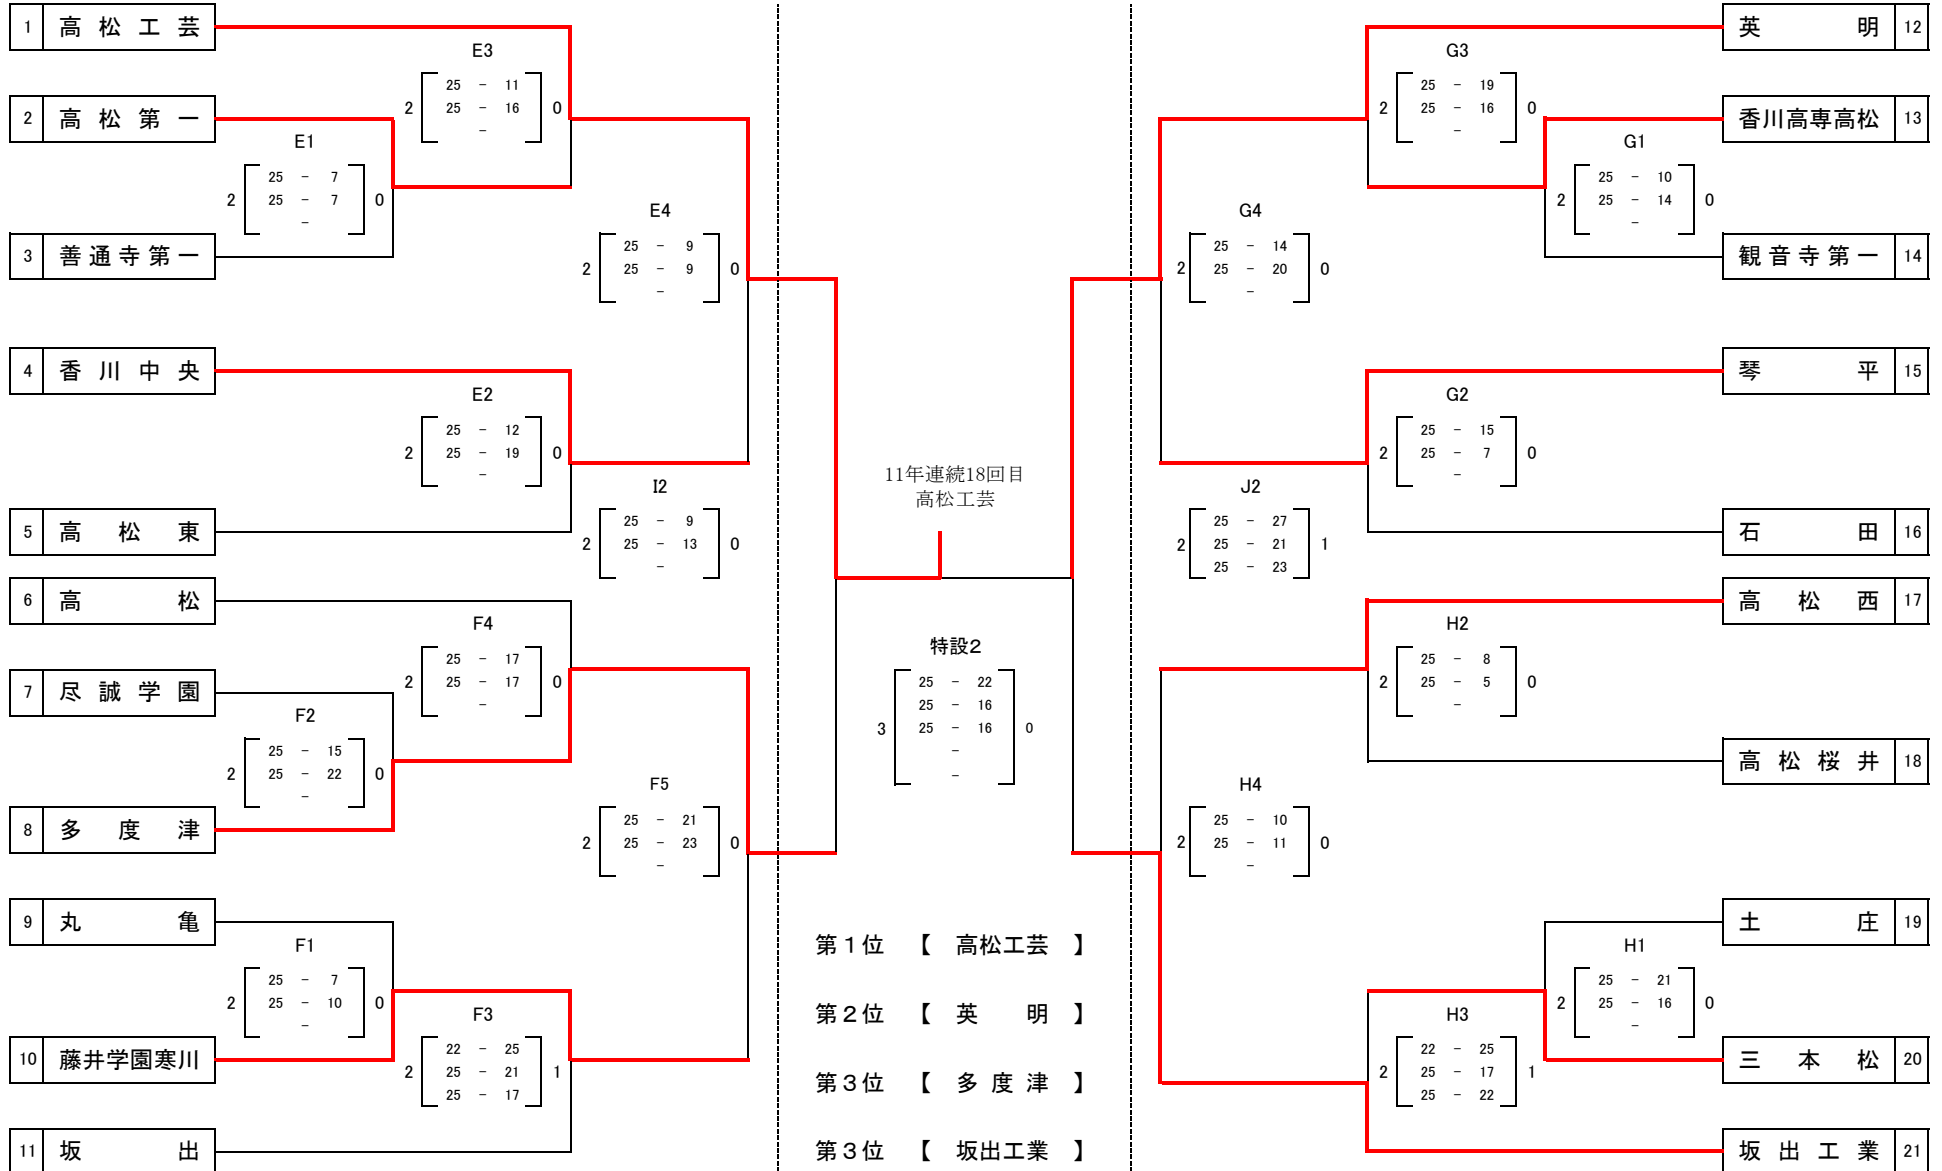 1 高松工芸
E3
25 - 11
2 25 - 16 0
-
2 高松第一
E1
25 - 7
2 25 - 7 0
-
3 善通寺第一
E4
25 - 9
2 25 - 9 0
-
4 香川中央
E2
25 - 12
2 25 - 19 0
-
5 高松東
I2
25 - 9
2 25 - 13 0
-
6 高松
F4
25 - 17
2 25 - 17 0
-
7 尽誠学園
F2
25 - 15
2 25 - 22 0
-
8 多度津
F5
25 - 21
2 25 - 23 0
-
9 丸亀
F1
25 - 7
2 25 - 10 0
-
10 藤井学園寒川
F3
22 - 25
2 25 - 21 1
25 - 17
11 坂出
11年連続18回目
高松工芸
特設2
25 - 22
25 - 16
3 25 - 16 0
-
-
第1位 【 高松工芸 】
第2位 【 英明 】
第3位 【 多度津 】
第3位 【 坂出工業 】
英明 12
G3
25 - 19
2 25 - 16 0
-
香川高専高松 13
G1
25 - 10
2 25 - 14 0
-
観音寺第一 14
G4
25 - 14
2 25 - 20 0
-
琴平 15
G2
25 - 15
2 25 - 7 0
-
石田 16
J2
25 - 27
2 25 - 21 1
25 - 23
高松西 17
H2
25 - 8
2 25 - 5 0
-
高松桜井 18
H4
25 - 10
2 25 - 11 0
-
土庄 19
H1
25 - 21
2 25 - 16 0
-
三本松 20
H3
22 - 25
2 25 - 17 1
25 - 22
坂出工業 21